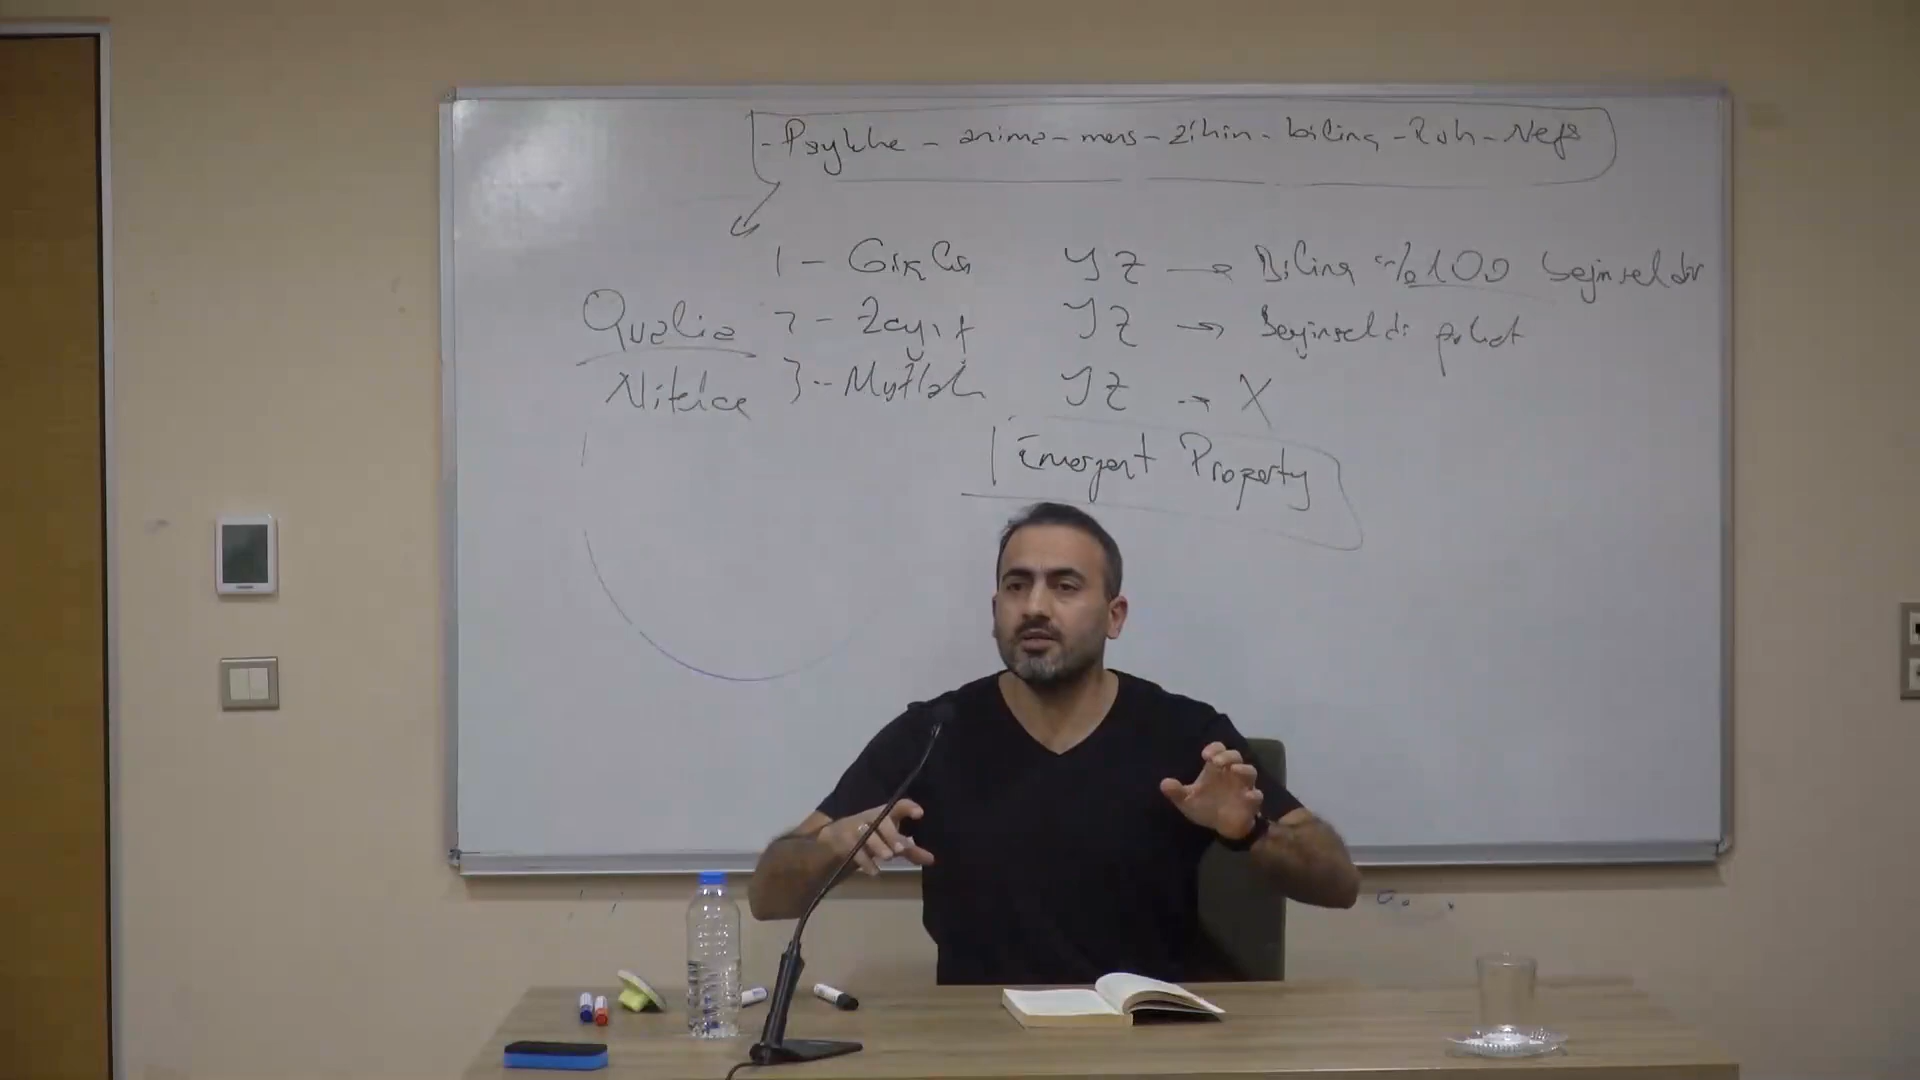 - Psykhe - anima - mens - zihin - bilinç - Ruh - Nefs
1 - Güçlü YZ → Bilinç %100 beyinseldir
Qualia 2 - Zayıf YZ → Beyinseldir fakat
Nitelce 3 - Mutlak YZ → X
Emergent Property